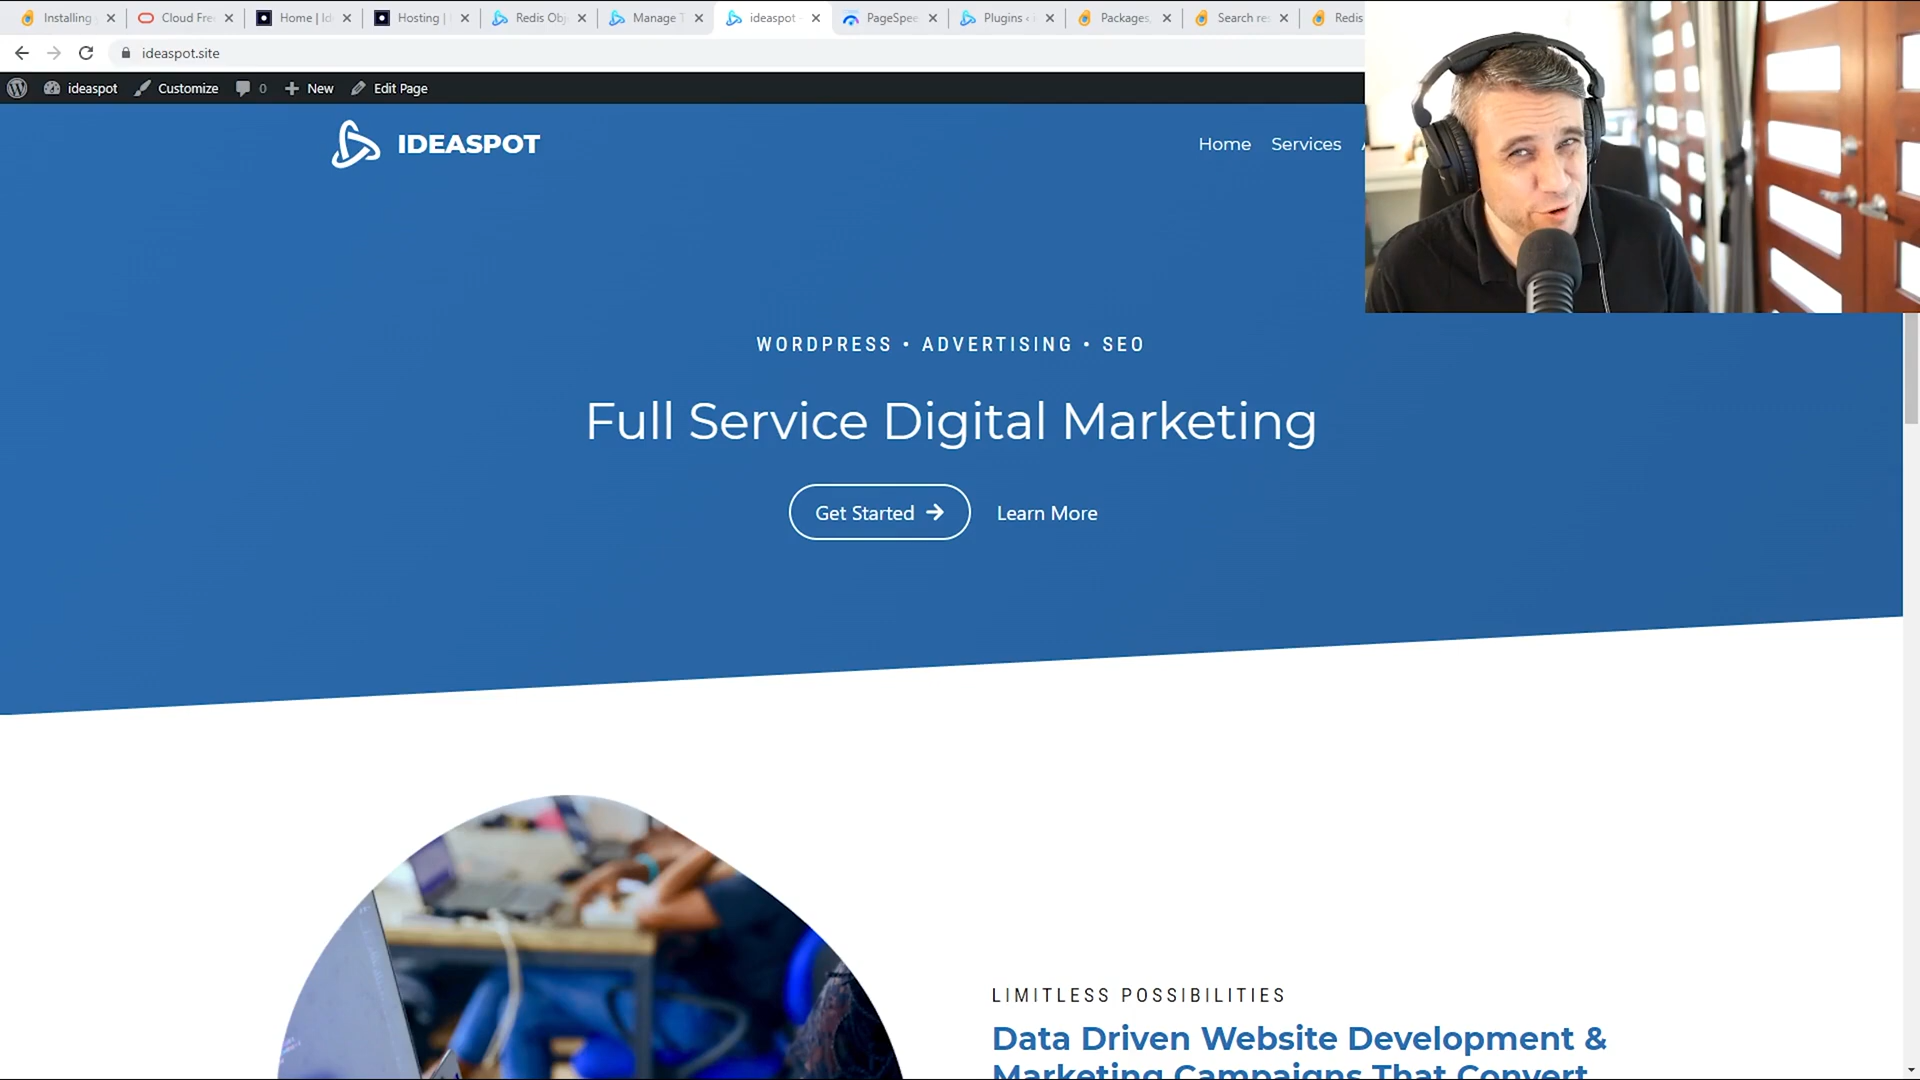 Installing
Cloud Fre
Home | Id
Hosting |
Redis Obj
Manage T
ideaspot
PageSpee
Plugins ‹
Packages,
Search re
Redis
ideaspot.site
ideaspot
Customize
0
New
Edit Page
IDEASPOT
Home
Services
WORDPRESS • ADVERTISING • SEO
Full Service Digital Marketing
Get Started
Learn More
LIMITLESS POSSIBILITIES
Data Driven Website Development &
Marketing Campaigns That Convert